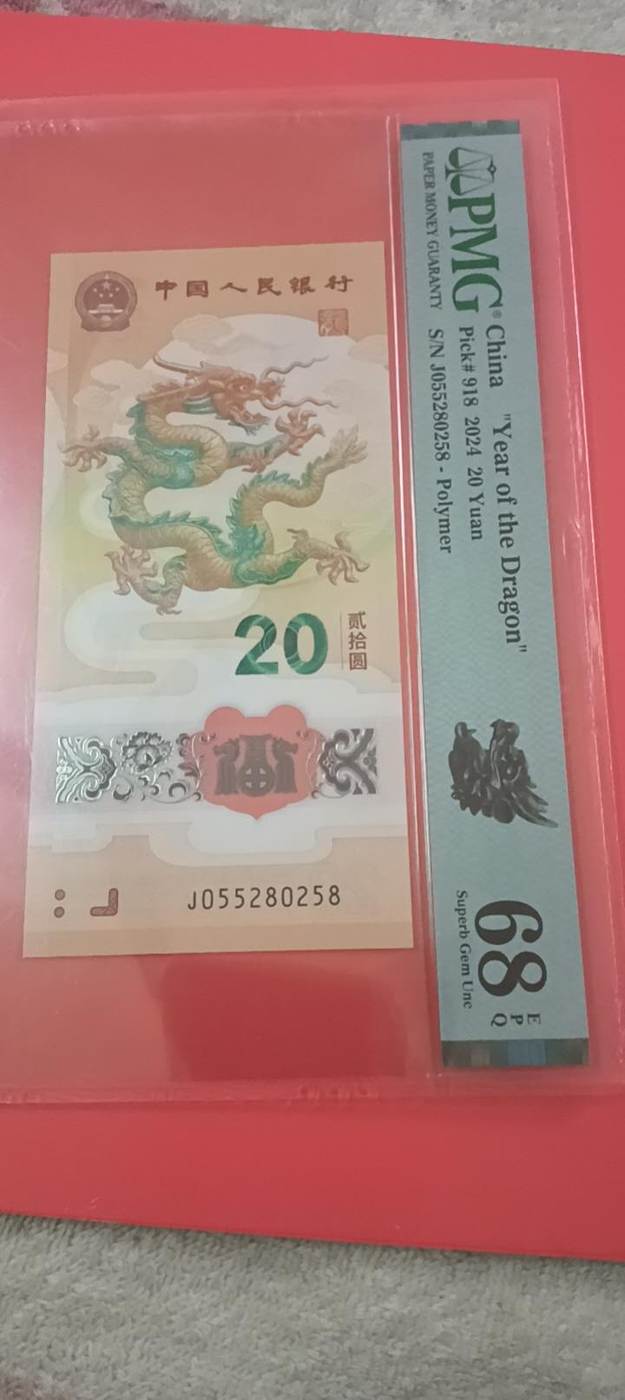 中国人民银行
20
贰拾圆
J055280258
PMG®
PAPER MONEY GUARANTY
China "Year of the Dragon"
Pick# 918 2024 20 Yuan
S/N J055280258 - Polymer
68
EPQ
Superb Gem Unc